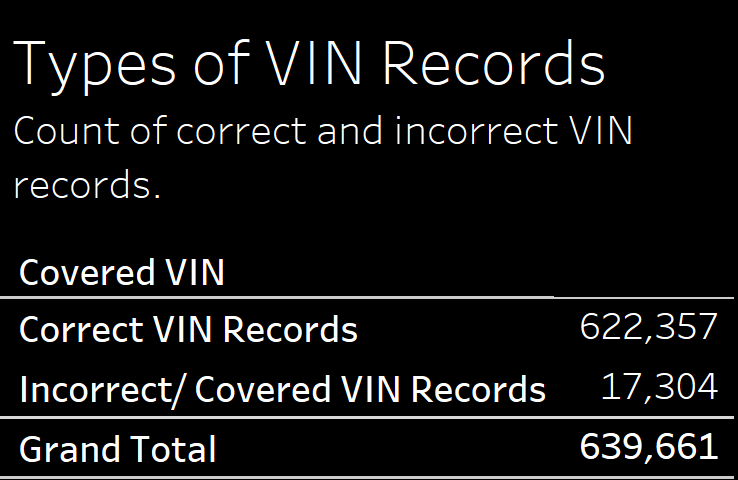 Types of VIN Records
Count of correct and incorrect VIN
records.
Covered VIN
Correct VIN Records 622,357
Incorrect/ Covered VIN Records 17,304
Grand Total 639,661